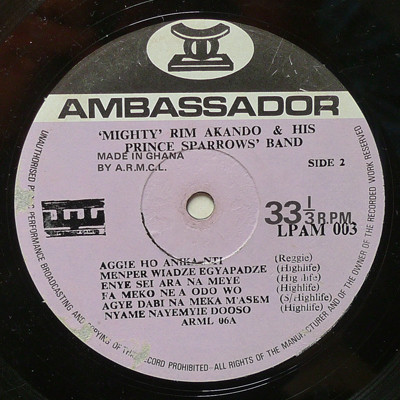 AMBASSADOR
'MIGHTY' RIM AKANDO & HIS
PRINCE SPARROWS' BAND
MADE IN GHANA
BY A.R.M.C.L.
SIDE 2
33 1/3 R.P.M.
LPAM 003
AGGIE HO ANIKA NTI (Reggie)
MENPER WIADZE EGYAPADZE (Highlife)
ENYE SEI ARA NA MEYE (Highlife)
FA MEKO NE A ODO WO (Highlife)
AGYE DABI NA MEKA M'ASEM (S/Highlife)
NYAME NAYEMYIE DOOSO (Highlife)
ARML 06A
UNAUTHORISED PUBLIC PERFORMANCE BROADCASTING AND COPYING OF THIS RECORD PROHIBITED - ALL RIGHTS OF THE MANUFACTURER AND OF THE OWNER OF THE RECORDED WORK RESERVED